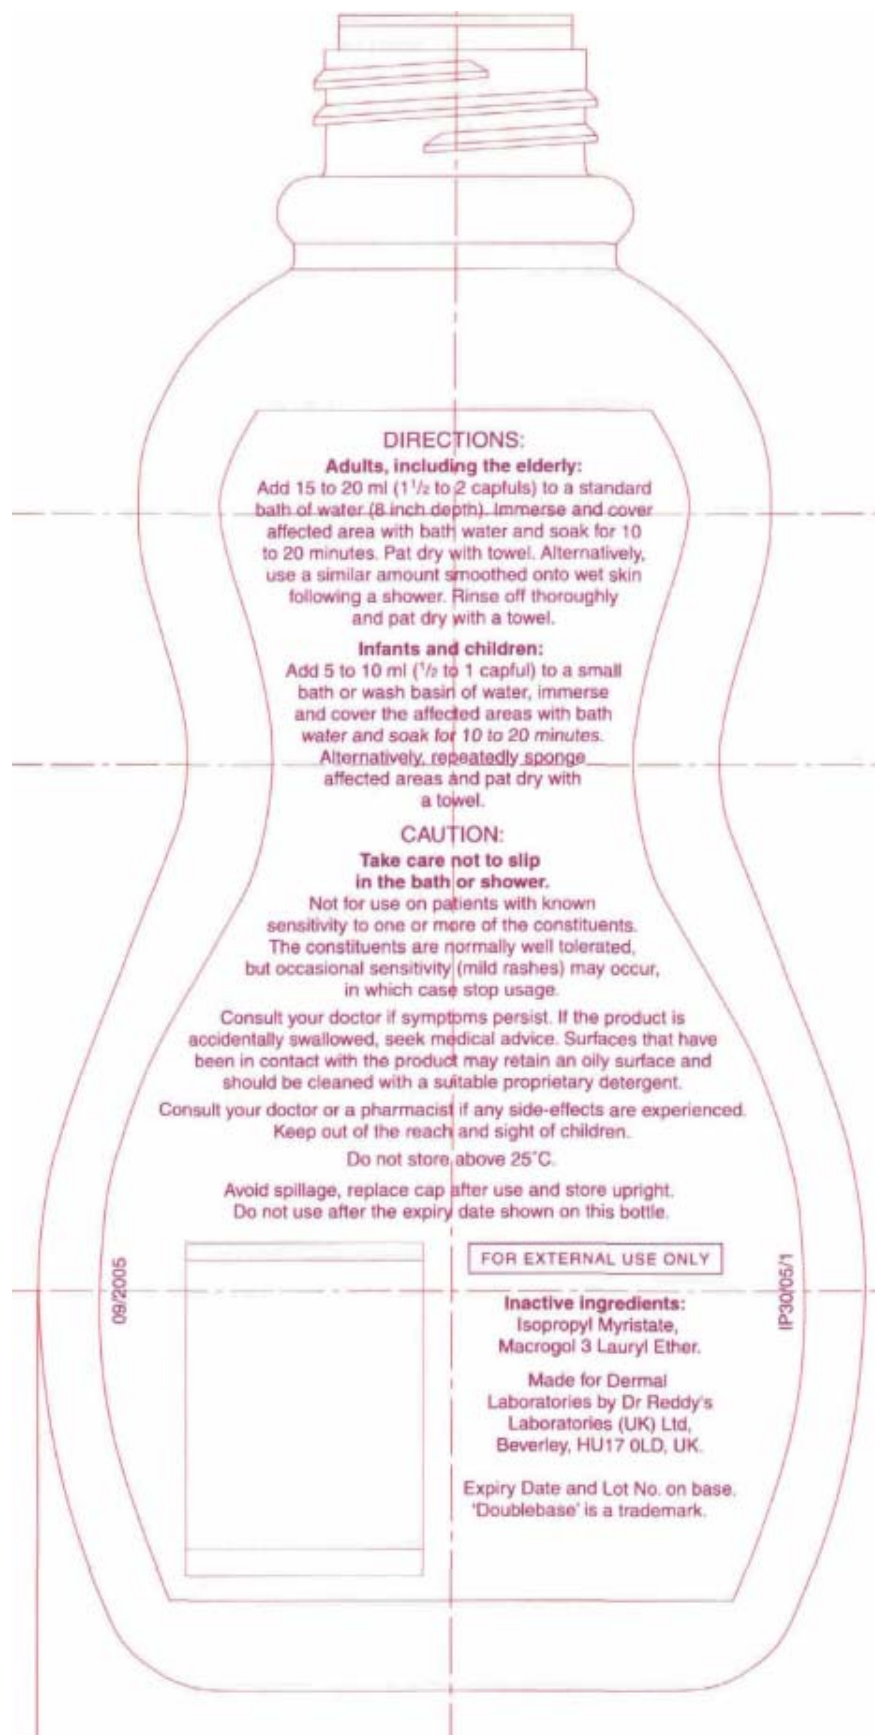 DIRECTIONS:
Adults, including the elderly:
Add 15 to 20 ml (1 1/2 to 2 capfuls) to a standard
bath of water (8 inch depth). Immerse and cover
affected area with bath water and soak for 10
to 20 minutes. Pat dry with towel. Alternatively,
use a similar amount smoothed onto wet skin
following a shower. Rinse off thoroughly
and pat dry with a towel.
Infants and children:
Add 5 to 10 ml (1/2 to 1 capful) to a small
bath or wash basin of water, immerse
and cover the affected areas with bath
water and soak for 10 to 20 minutes.
Alternatively, repeatedly sponge
affected areas and pat dry with
a towel.
CAUTION:
Take care not to slip
in the bath or shower.
Not for use on patients with known
sensitivity to one or more of the constituents.
The constituents are normally well tolerated,
but occasional sensitivity (mild rashes) may occur,
in which case stop usage.
Consult your doctor if symptoms persist. If the product is
accidentally swallowed, seek medical advice. Surfaces that have
been in contact with the product may retain an oily surface and
should be cleaned with a suitable proprietary detergent.
Consult your doctor or a pharmacist if any side-effects are experienced.
Keep out of the reach and sight of children.
Do not store above 25°C.
Avoid spillage, replace cap after use and store upright.
Do not use after the expiry date shown on this bottle.
09/2005
FOR EXTERNAL USE ONLY
Inactive ingredients:
Isopropyl Myristate,
Macrogol 3 Lauryl Ether.
Made for Dermal
Laboratories by Dr Reddy's
Laboratories (UK) Ltd,
Beverley, HU17 0LD, UK.
Expiry Date and Lot No. on base.
'Doublebase' is a trademark.
IP30/05/1